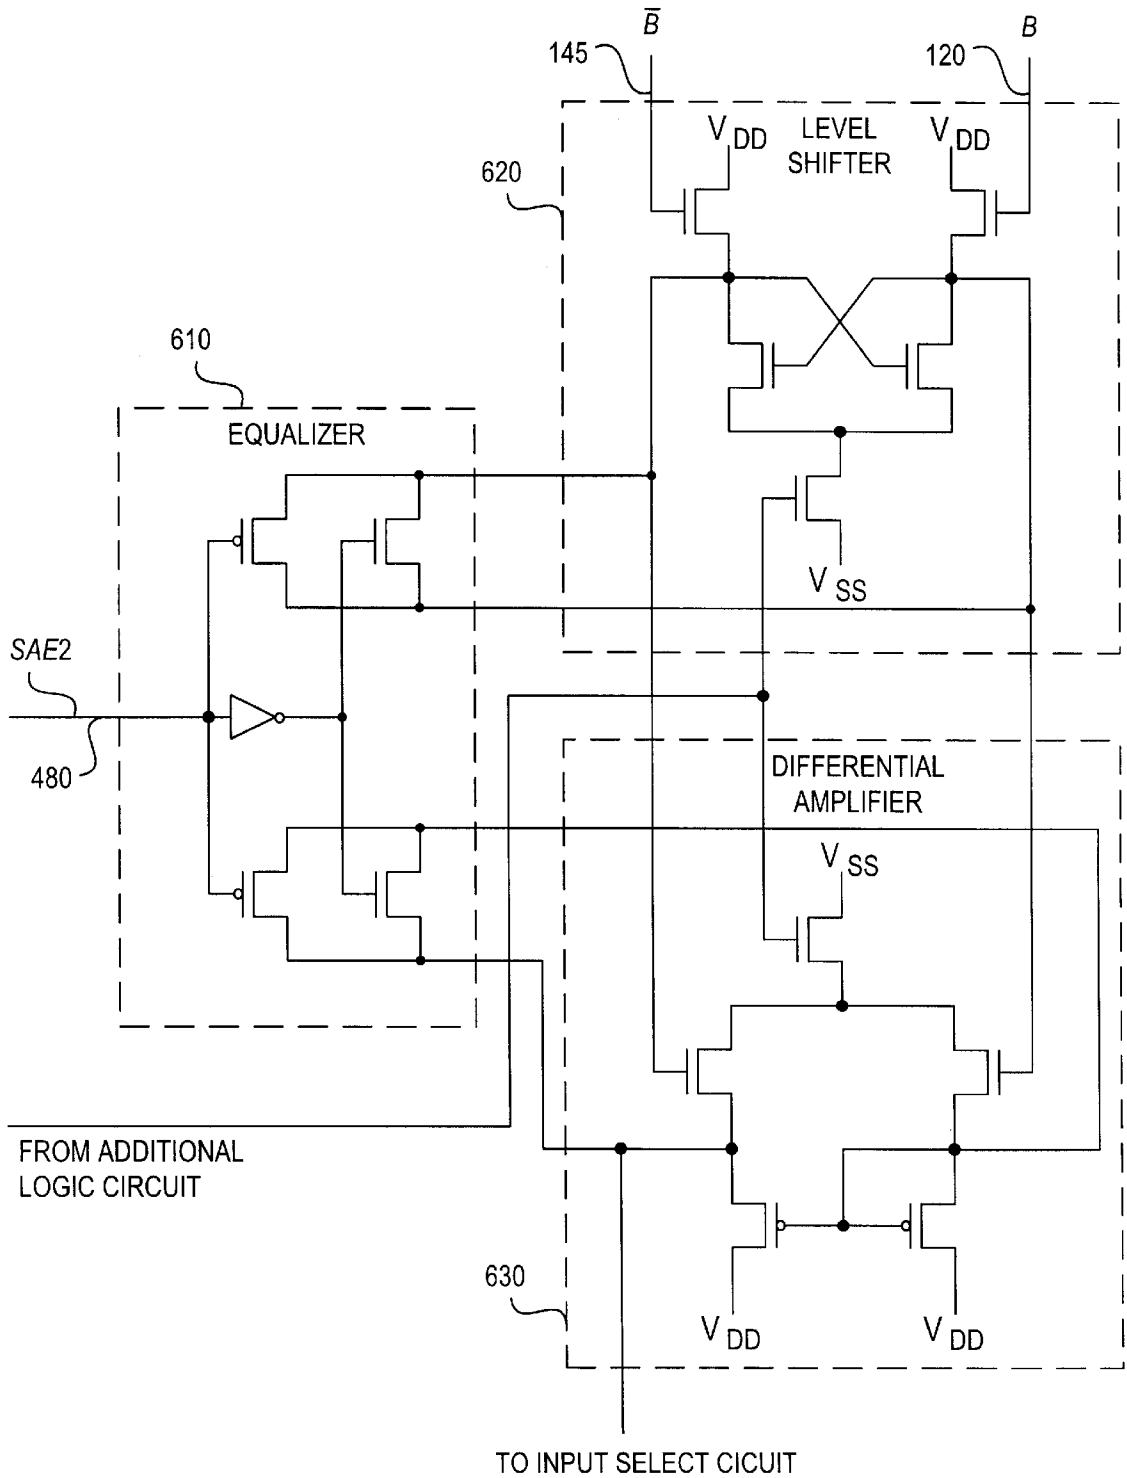 B̅
B
145
120
V DD
LEVEL
SHIFTER
V DD
620
610
EQUALIZER
V SS
SAE2
480
DIFFERENTIAL
AMPLIFIER
V SS
FROM ADDITIONAL
LOGIC CIRCUIT
630
V DD
V DD
TO INPUT SELECT CICUIT